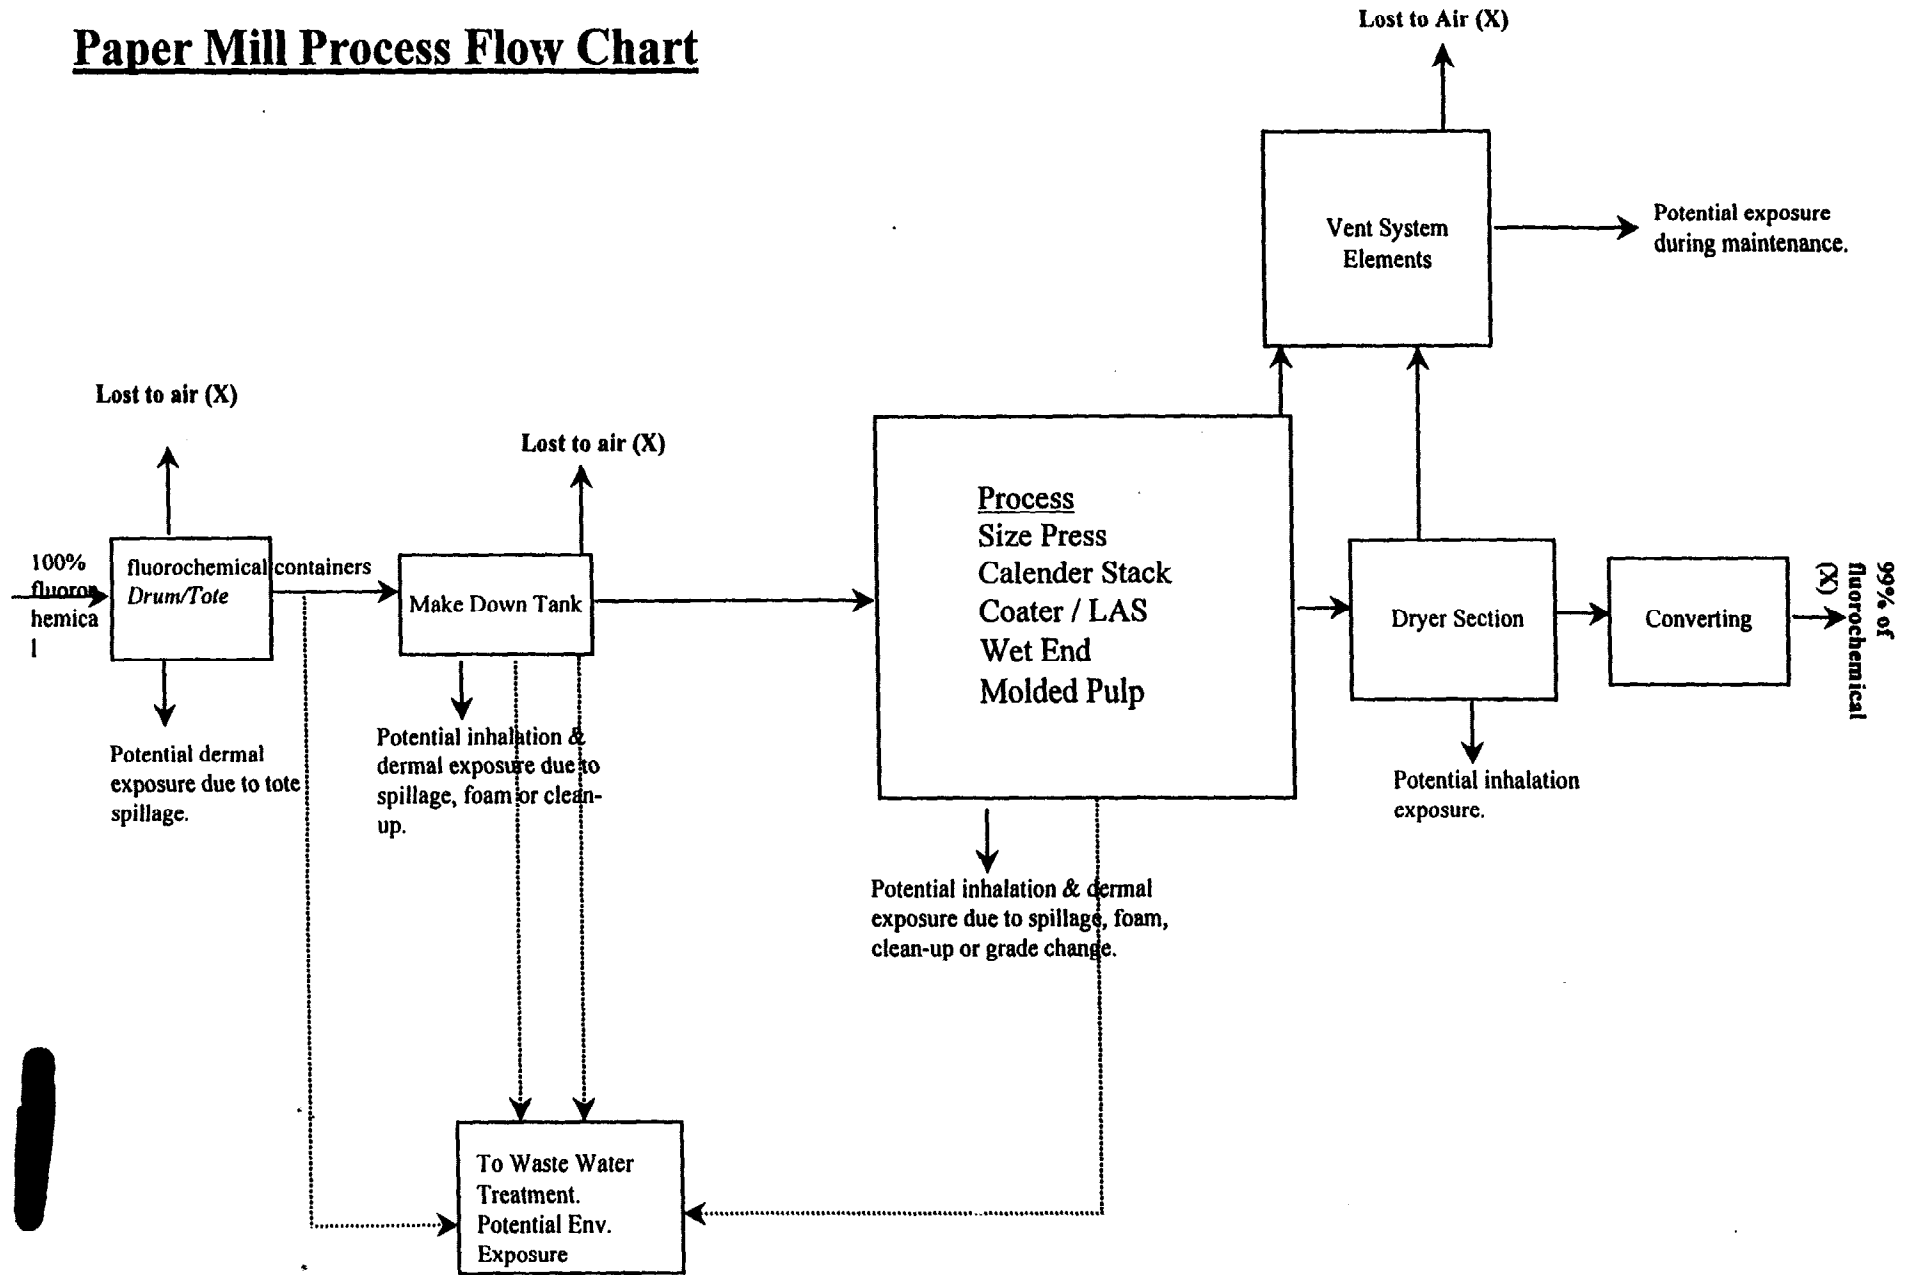 Paper Mill Process Flow Chart
Lost to Air (X)
Vent System
Elements
Potential exposure
during maintenance.
Lost to air (X)
Lost to air (X)
100%
fluoroc
hemica
l
fluorochemical containers
Drum/Tote
Make Down Tank
Process
Size Press
Calender Stack
Coater / LAS
Wet End
Molded Pulp
Dryer Section
Converting
99% of
fluorochemical
(X)
Potential dermal
exposure due to tote
spillage.
Potential inhalation &
dermal exposure due to
spillage, foam or clean-
up.
Potential inhalation
exposure.
Potential inhalation & dermal
exposure due to spillage, foam,
clean-up or grade change.
To Waste Water
Treatment.
Potential Env.
Exposure